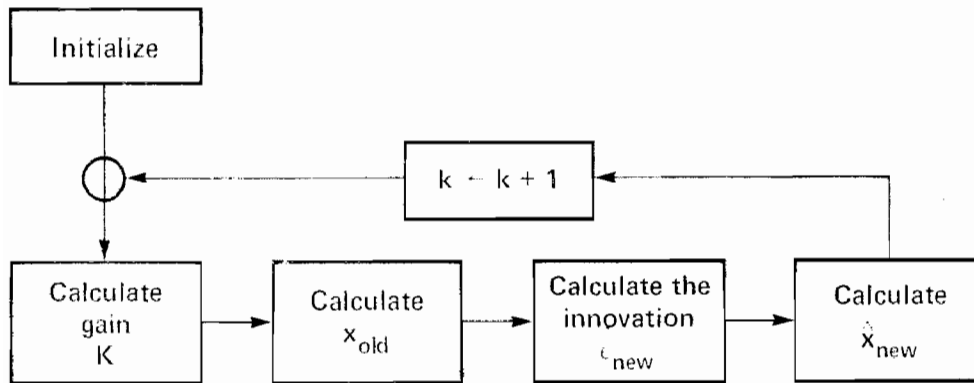 Initialize
k ← k + 1
Calculate
gain
K
Calculate
x_old
Calculate the
innovation
ϵ_new
Calculate
x̂_new